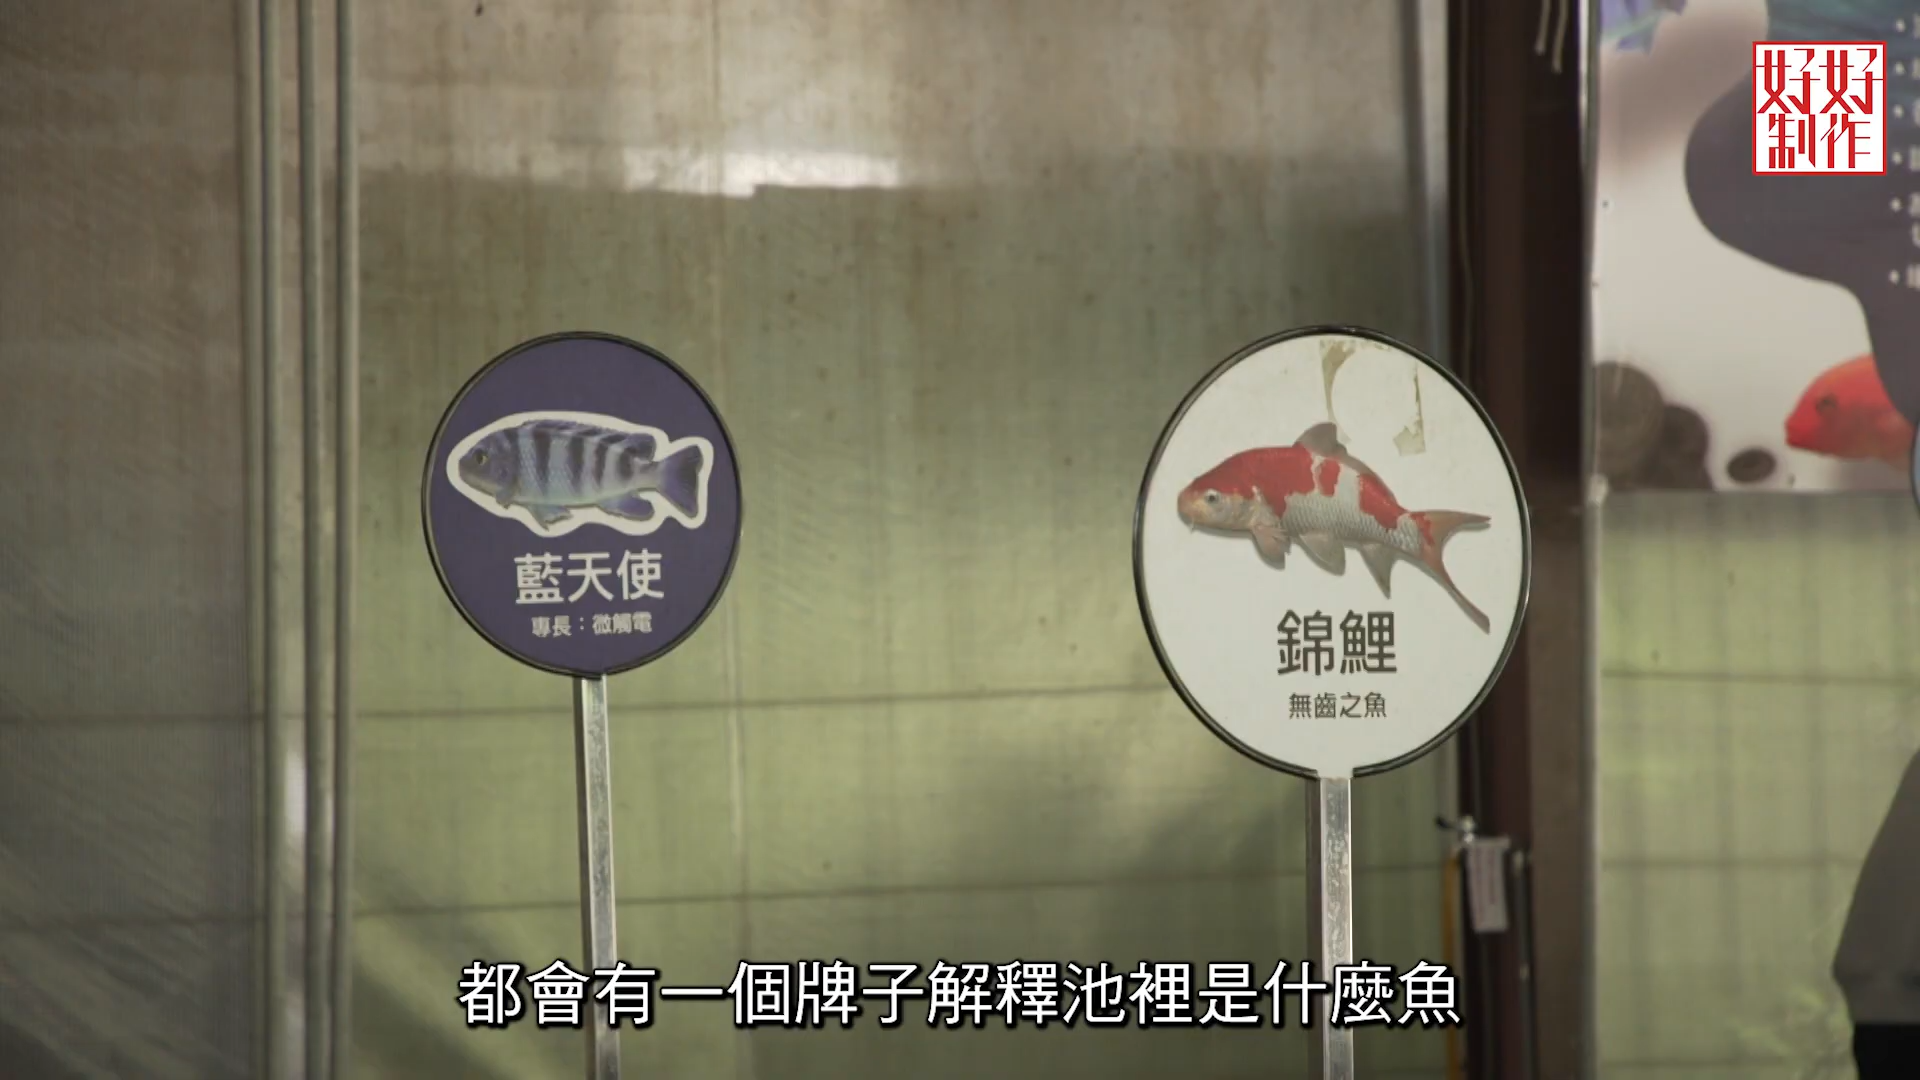 好好
制作
藍天使
專長：微觸電
錦鯉
無齒之魚
都會有一個牌子解釋池裡是什麼魚